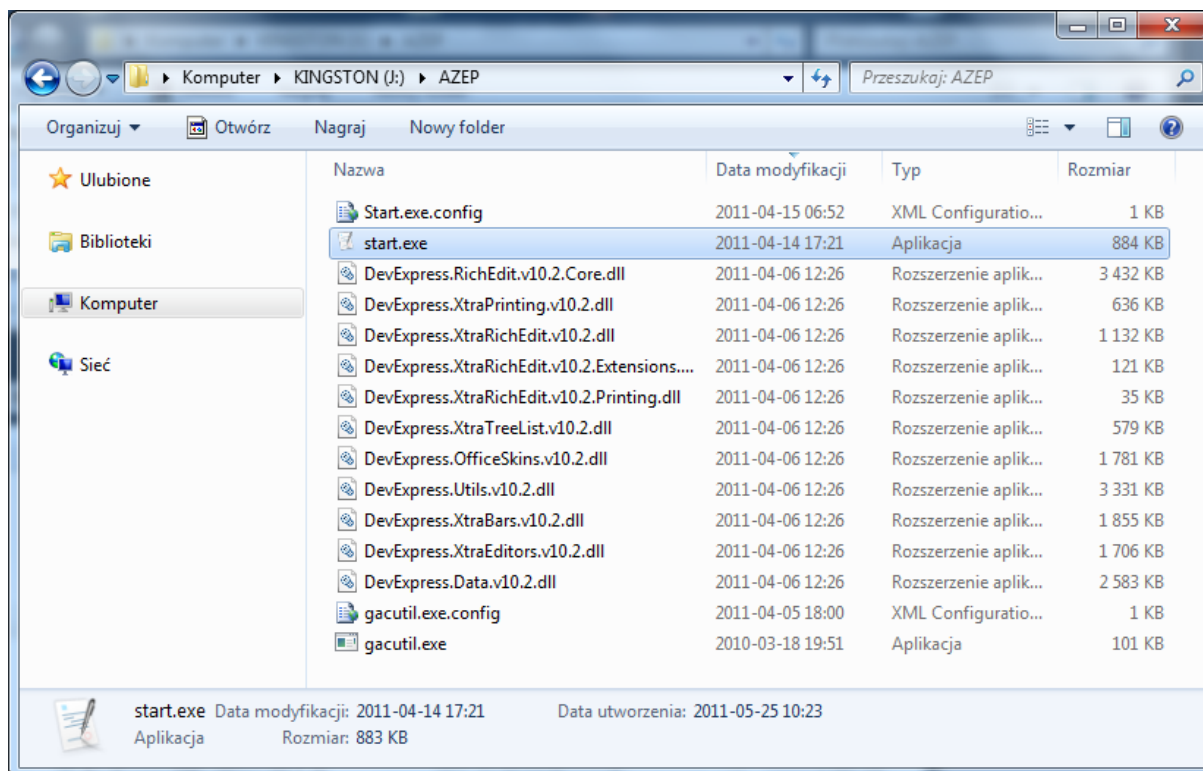 Komputer KINGSTON (J:) AZEP Przeszukaj: AZEP
Organizuj Otwórz Nagraj Nowy folder
Ulubione
Biblioteki
Komputer
Sieć
Nazwa Data modyfikacji Typ Rozmiar
Start.exe.config 2011-04-15 06:52 XML Configuratio... 1 KB
start.exe 2011-04-14 17:21 Aplikacja 884 KB
DevExpress.RichEdit.v10.2.Core.dll 2011-04-06 12:26 Rozszerzenie aplik... 3 432 KB
DevExpress.XtraPrinting.v10.2.dll 2011-04-06 12:26 Rozszerzenie aplik... 636 KB
DevExpress.XtraRichEdit.v10.2.dll 2011-04-06 12:26 Rozszerzenie aplik... 1 132 KB
DevExpress.XtraRichEdit.v10.2.Extensions.... 2011-04-06 12:26 Rozszerzenie aplik... 121 KB
DevExpress.XtraRichEdit.v10.2.Printing.dll 2011-04-06 12:26 Rozszerzenie aplik... 35 KB
DevExpress.XtraTreeList.v10.2.dll 2011-04-06 12:26 Rozszerzenie aplik... 579 KB
DevExpress.OfficeSkins.v10.2.dll 2011-04-06 12:26 Rozszerzenie aplik... 1 781 KB
DevExpress.Utils.v10.2.dll 2011-04-06 12:26 Rozszerzenie aplik... 3 331 KB
DevExpress.XtraBars.v10.2.dll 2011-04-06 12:26 Rozszerzenie aplik... 1 855 KB
DevExpress.XtraEditors.v10.2.dll 2011-04-06 12:26 Rozszerzenie aplik... 1 706 KB
DevExpress.Data.v10.2.dll 2011-04-06 12:26 Rozszerzenie aplik... 2 583 KB
gacutil.exe.config 2011-04-05 18:00 XML Configuratio... 1 KB
gacutil.exe 2010-03-18 19:51 Aplikacja 101 KB
start.exe Data modyfikacji: 2011-04-14 17:21 Data utworzenia: 2011-05-25 10:23
Aplikacja Rozmiar: 883 KB